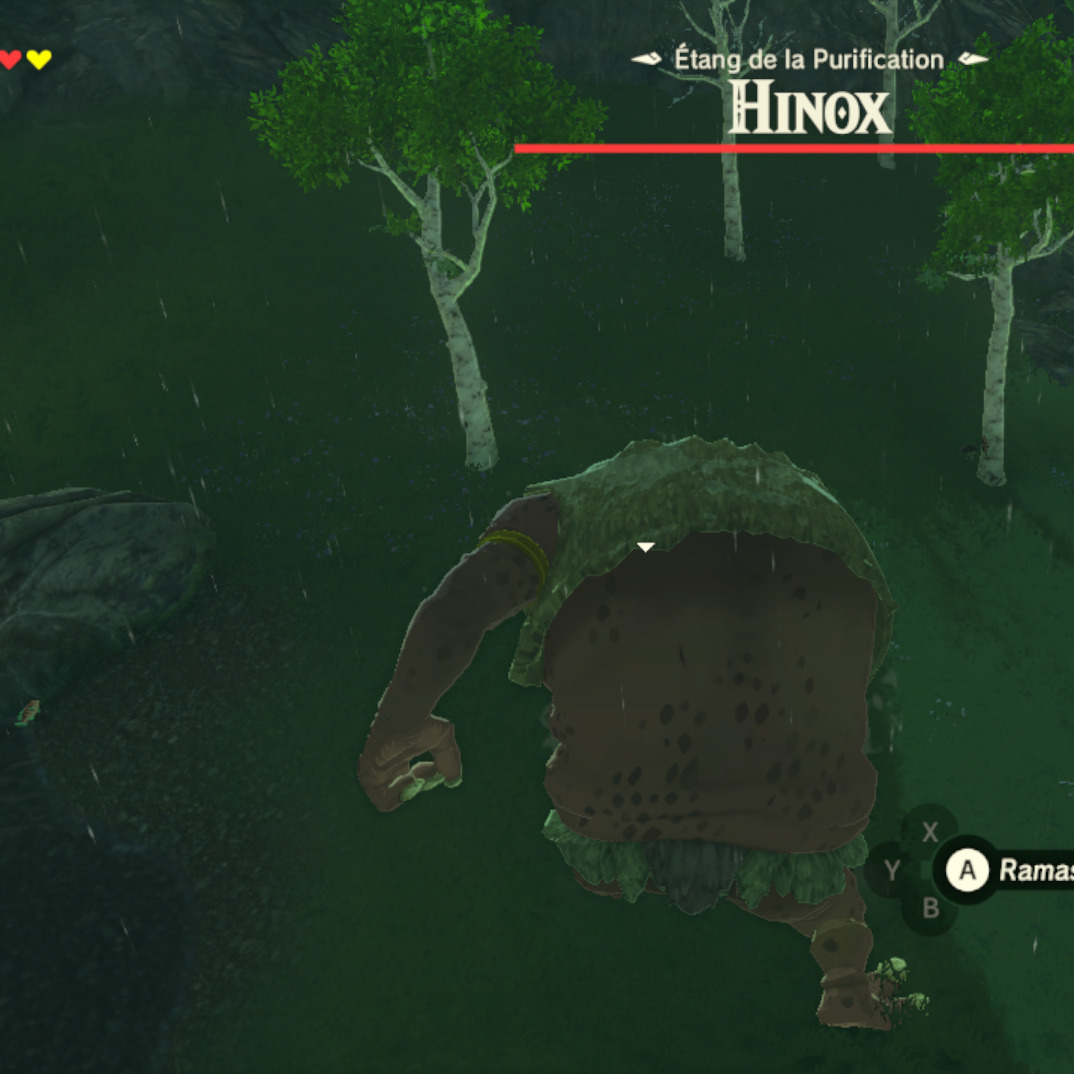 Étang de la Purification
HINOX
X
Y
A Ramas
B